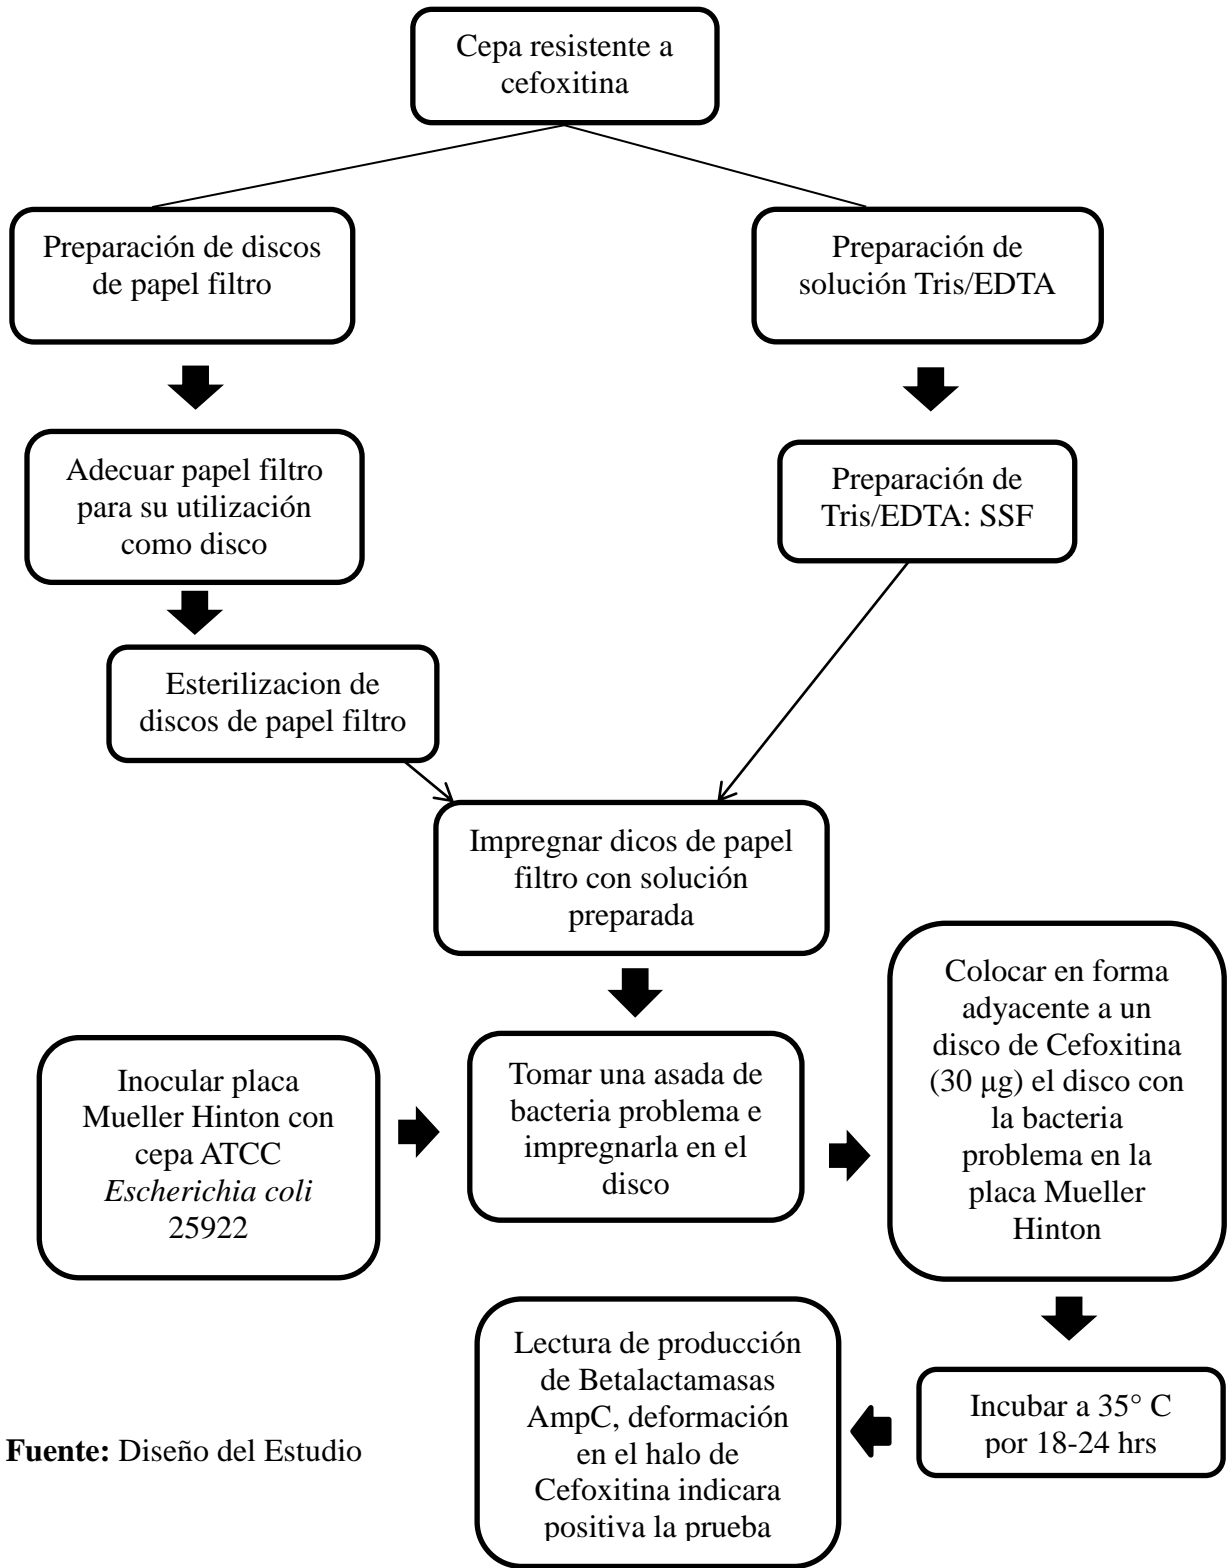 Cepa resistente a
cefoxitina
Preparación de discos
de papel filtro
Preparación de
solución Tris/EDTA
Adecuar papel filtro
para su utilización
como disco
Preparación de
Tris/EDTA: SSF
Esterilizacion de
discos de papel filtro
Impregnar dicos de papel
filtro con solución
preparada
Inocular placa
Mueller Hinton con
cepa ATCC
Escherichia coli
25922
Tomar una asada de
bacteria problema e
impregnarla en el
disco
Colocar en forma
adyacente a un
disco de Cefoxitina
(30 µg) el disco con
la bacteria
problema en la
placa Mueller
Hinton
Incubar a 35° C
por 18-24 hrs
Lectura de producción
de Betalactamasas
AmpC, deformación
en el halo de
Cefoxitina indicara
positiva la prueba
Fuente: Diseño del Estudio